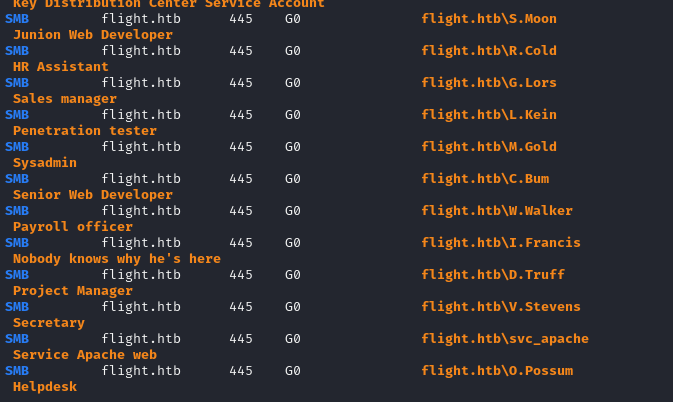 Key Distribution Center Service Account
SMB flight.htb 445 G0 flight.htb\S.Moon
Junion Web Developer
SMB flight.htb 445 G0 flight.htb\R.Cold
HR Assistant
SMB flight.htb 445 G0 flight.htb\G.Lors
Sales manager
SMB flight.htb 445 G0 flight.htb\L.Kein
Penetration tester
SMB flight.htb 445 G0 flight.htb\M.Gold
Sysadmin
SMB flight.htb 445 G0 flight.htb\C.Bum
Senior Web Developer
SMB flight.htb 445 G0 flight.htb\W.Walker
Payroll officer
SMB flight.htb 445 G0 flight.htb\I.Francis
Nobody knows why he's here
SMB flight.htb 445 G0 flight.htb\D.Truff
Project Manager
SMB flight.htb 445 G0 flight.htb\V.Stevens
Secretary
SMB flight.htb 445 G0 flight.htb\svc_apache
Service Apache web
SMB flight.htb 445 G0 flight.htb\O.Possum
Helpdesk